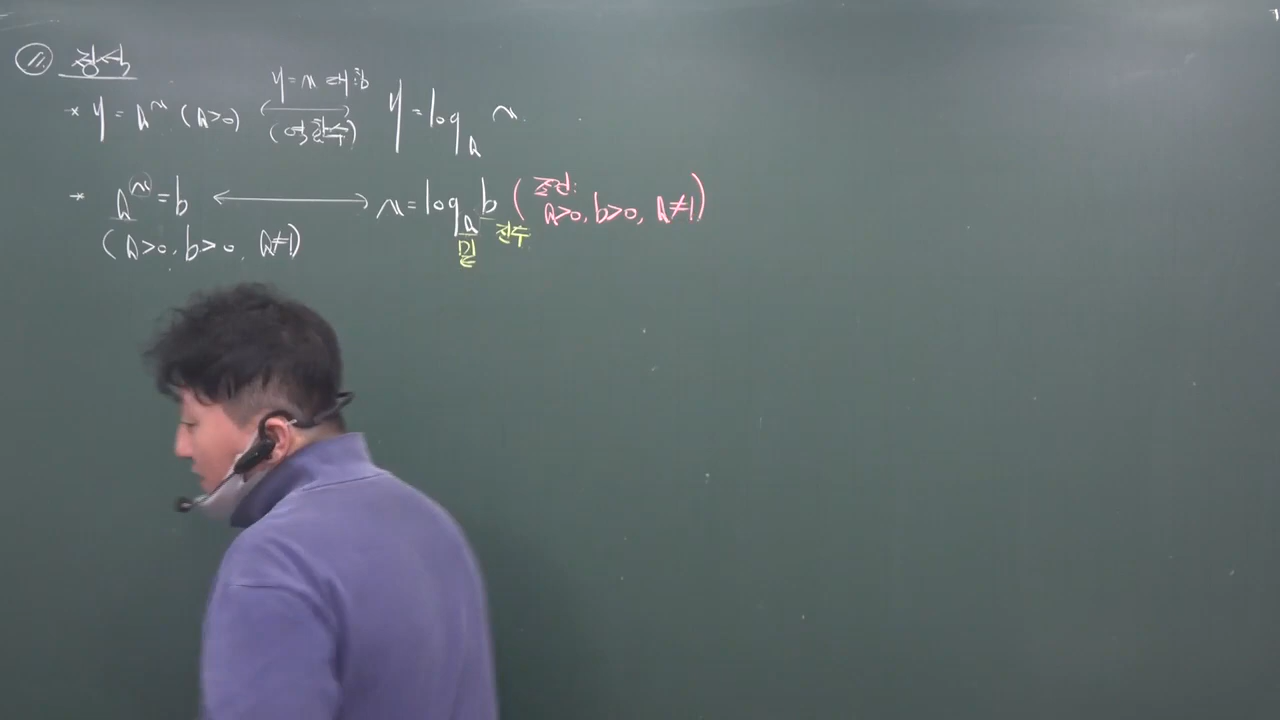 1. 정의
* y = a^x (a>0) y = x 대칭 (역함수) y = log_a x
* a^x = b ↔ x = log_a b (조건: a>0, b>0, a≠1)
(a>0, b>0, a≠1) 밑 진수